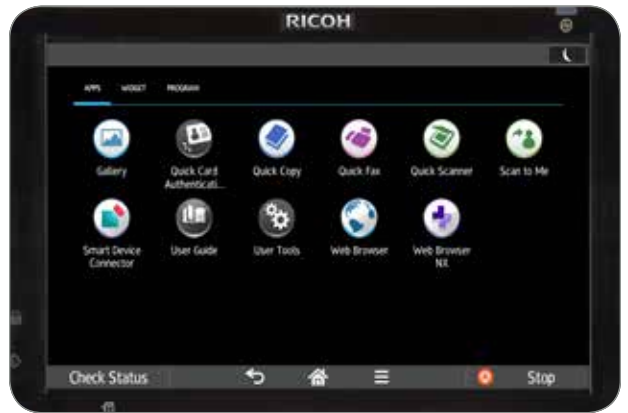 RICOH
APPS WIDGET PROGRAM
Gallery Quick Card Quick Copy Quick Fax Quick Scanner Scan to Me
Authenticati...
Smart Device User Guide User Tools Web Browser Web Browser
Connector NX
Check Status Stop